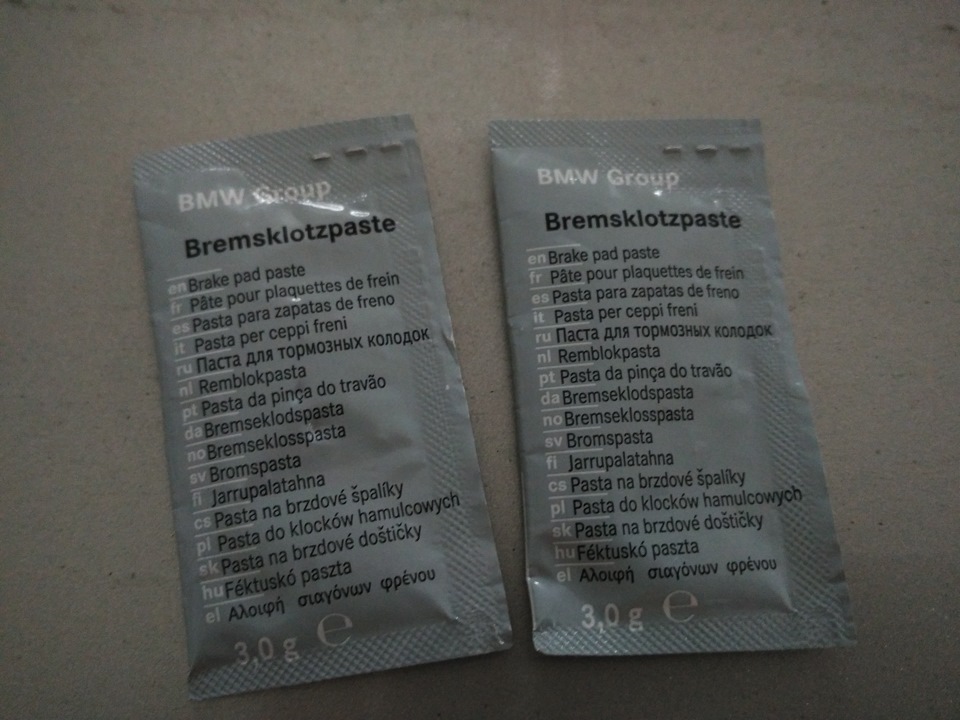 BMW Group
Bremsklotzpaste
en Brake pad paste
fr Pâte pour plaquettes de frein
es Pasta para zapatas de freno
it Pasta per ceppi freni
ru Паста для тормозных колодок
nl Remblokpasta
pt Pasta da pinça do travão
da Bremseklodspasta
no Bremseklosspasta
sv Bromspasta
fi Jarrupalatahna
cs Pasta na brzdové špalíky
pl Pasta do klocków hamulcowych
sk Pasta na brzdové doštičky
hu Féktuskó paszta
el Αλοιφή σιαγόνων φρένου
3,0 g ℮
BMW Group
Bremsklotzpaste
en Brake pad paste
fr Pâte pour plaquettes de frein
es Pasta para zapatas de freno
it Pasta per ceppi freni
ru Паста для тормозных колодок
nl Remblokpasta
pt Pasta da pinça do travão
da Bremseklodspasta
no Bremseklosspasta
sv Bromspasta
fi Jarrupalatahna
cs Pasta na brzdové špalíky
pl Pasta do klocków hamulcowych
sk Pasta na brzdové doštičky
hu Féktuskó paszta
el Αλοιφή σιαγόνων φρένου
3,0 g ℮